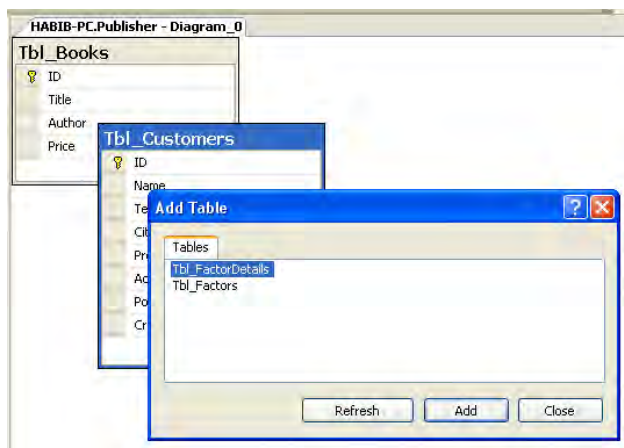 HABIB-PC.Publisher - Diagram_0
Tbl_Books
ID
Title
Author
Price
Tbl_Customers
ID
Name
Add Table
Tables
Tbl_FactorDetails
Tbl_Factors
Refresh
Add
Close